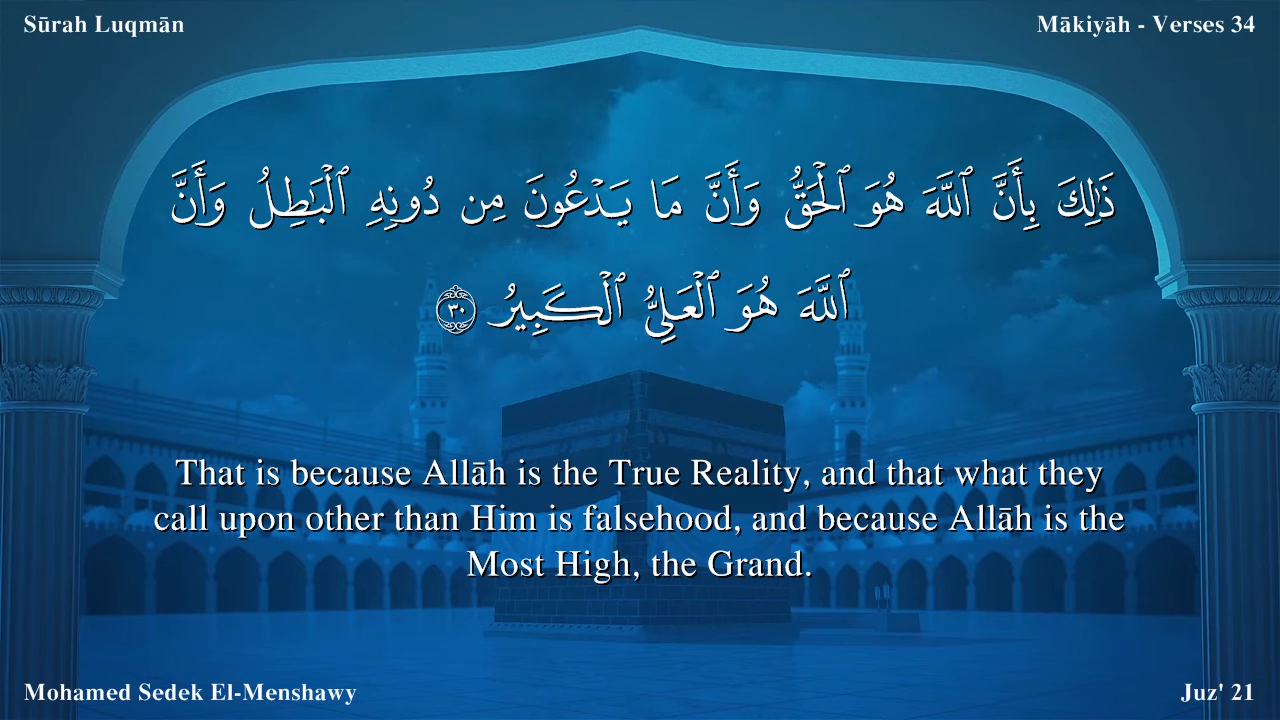 Sūrah Luqmān
Mākiyāh - Verses 34
ذَٰلِكَ بِأَنَّ ٱللَّهَ هُوَ ٱلْحَقُّ وَأَنَّ مَا يَدْعُونَ مِن دُونِهِ ٱلْبَـٰطِلُ وَأَنَّ
ٱللَّهَ هُوَ ٱلْعَلِىُّ ٱلْكَبِيرُ ٣٠
That is because Allāh is the True Reality, and that what they
call upon other than Him is falsehood, and because Allāh is the
Most High, the Grand.
Mohamed Sedek El-Menshawy
Juz' 21